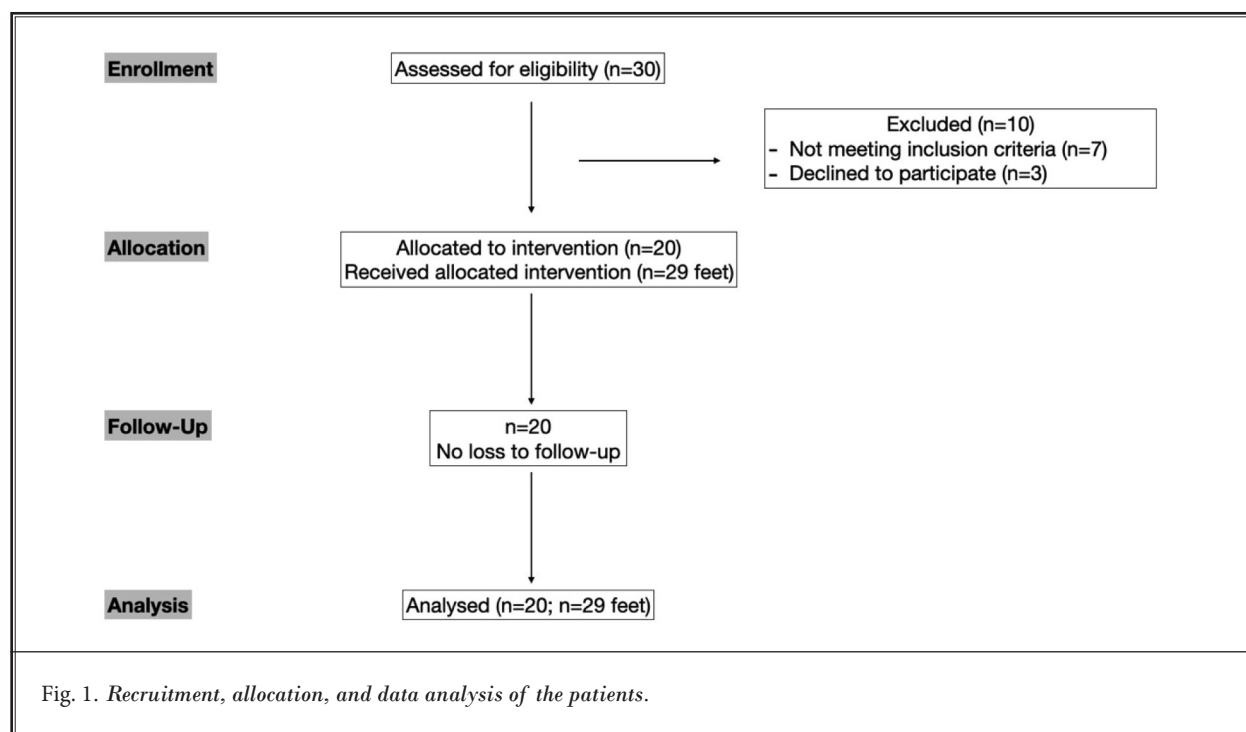 Enrollment
Assessed for eligibility (n=30)
Excluded (n=10)
- Not meeting inclusion criteria (n=7)
- Declined to participate (n=3)
Allocation
Allocated to intervention (n=20)
Received allocated intervention (n=29 feet)
Follow-Up
n=20
No loss to follow-up
Analysis
Analysed (n=20; n=29 feet)
Fig. 1. Recruitment, allocation, and data analysis of the patients.